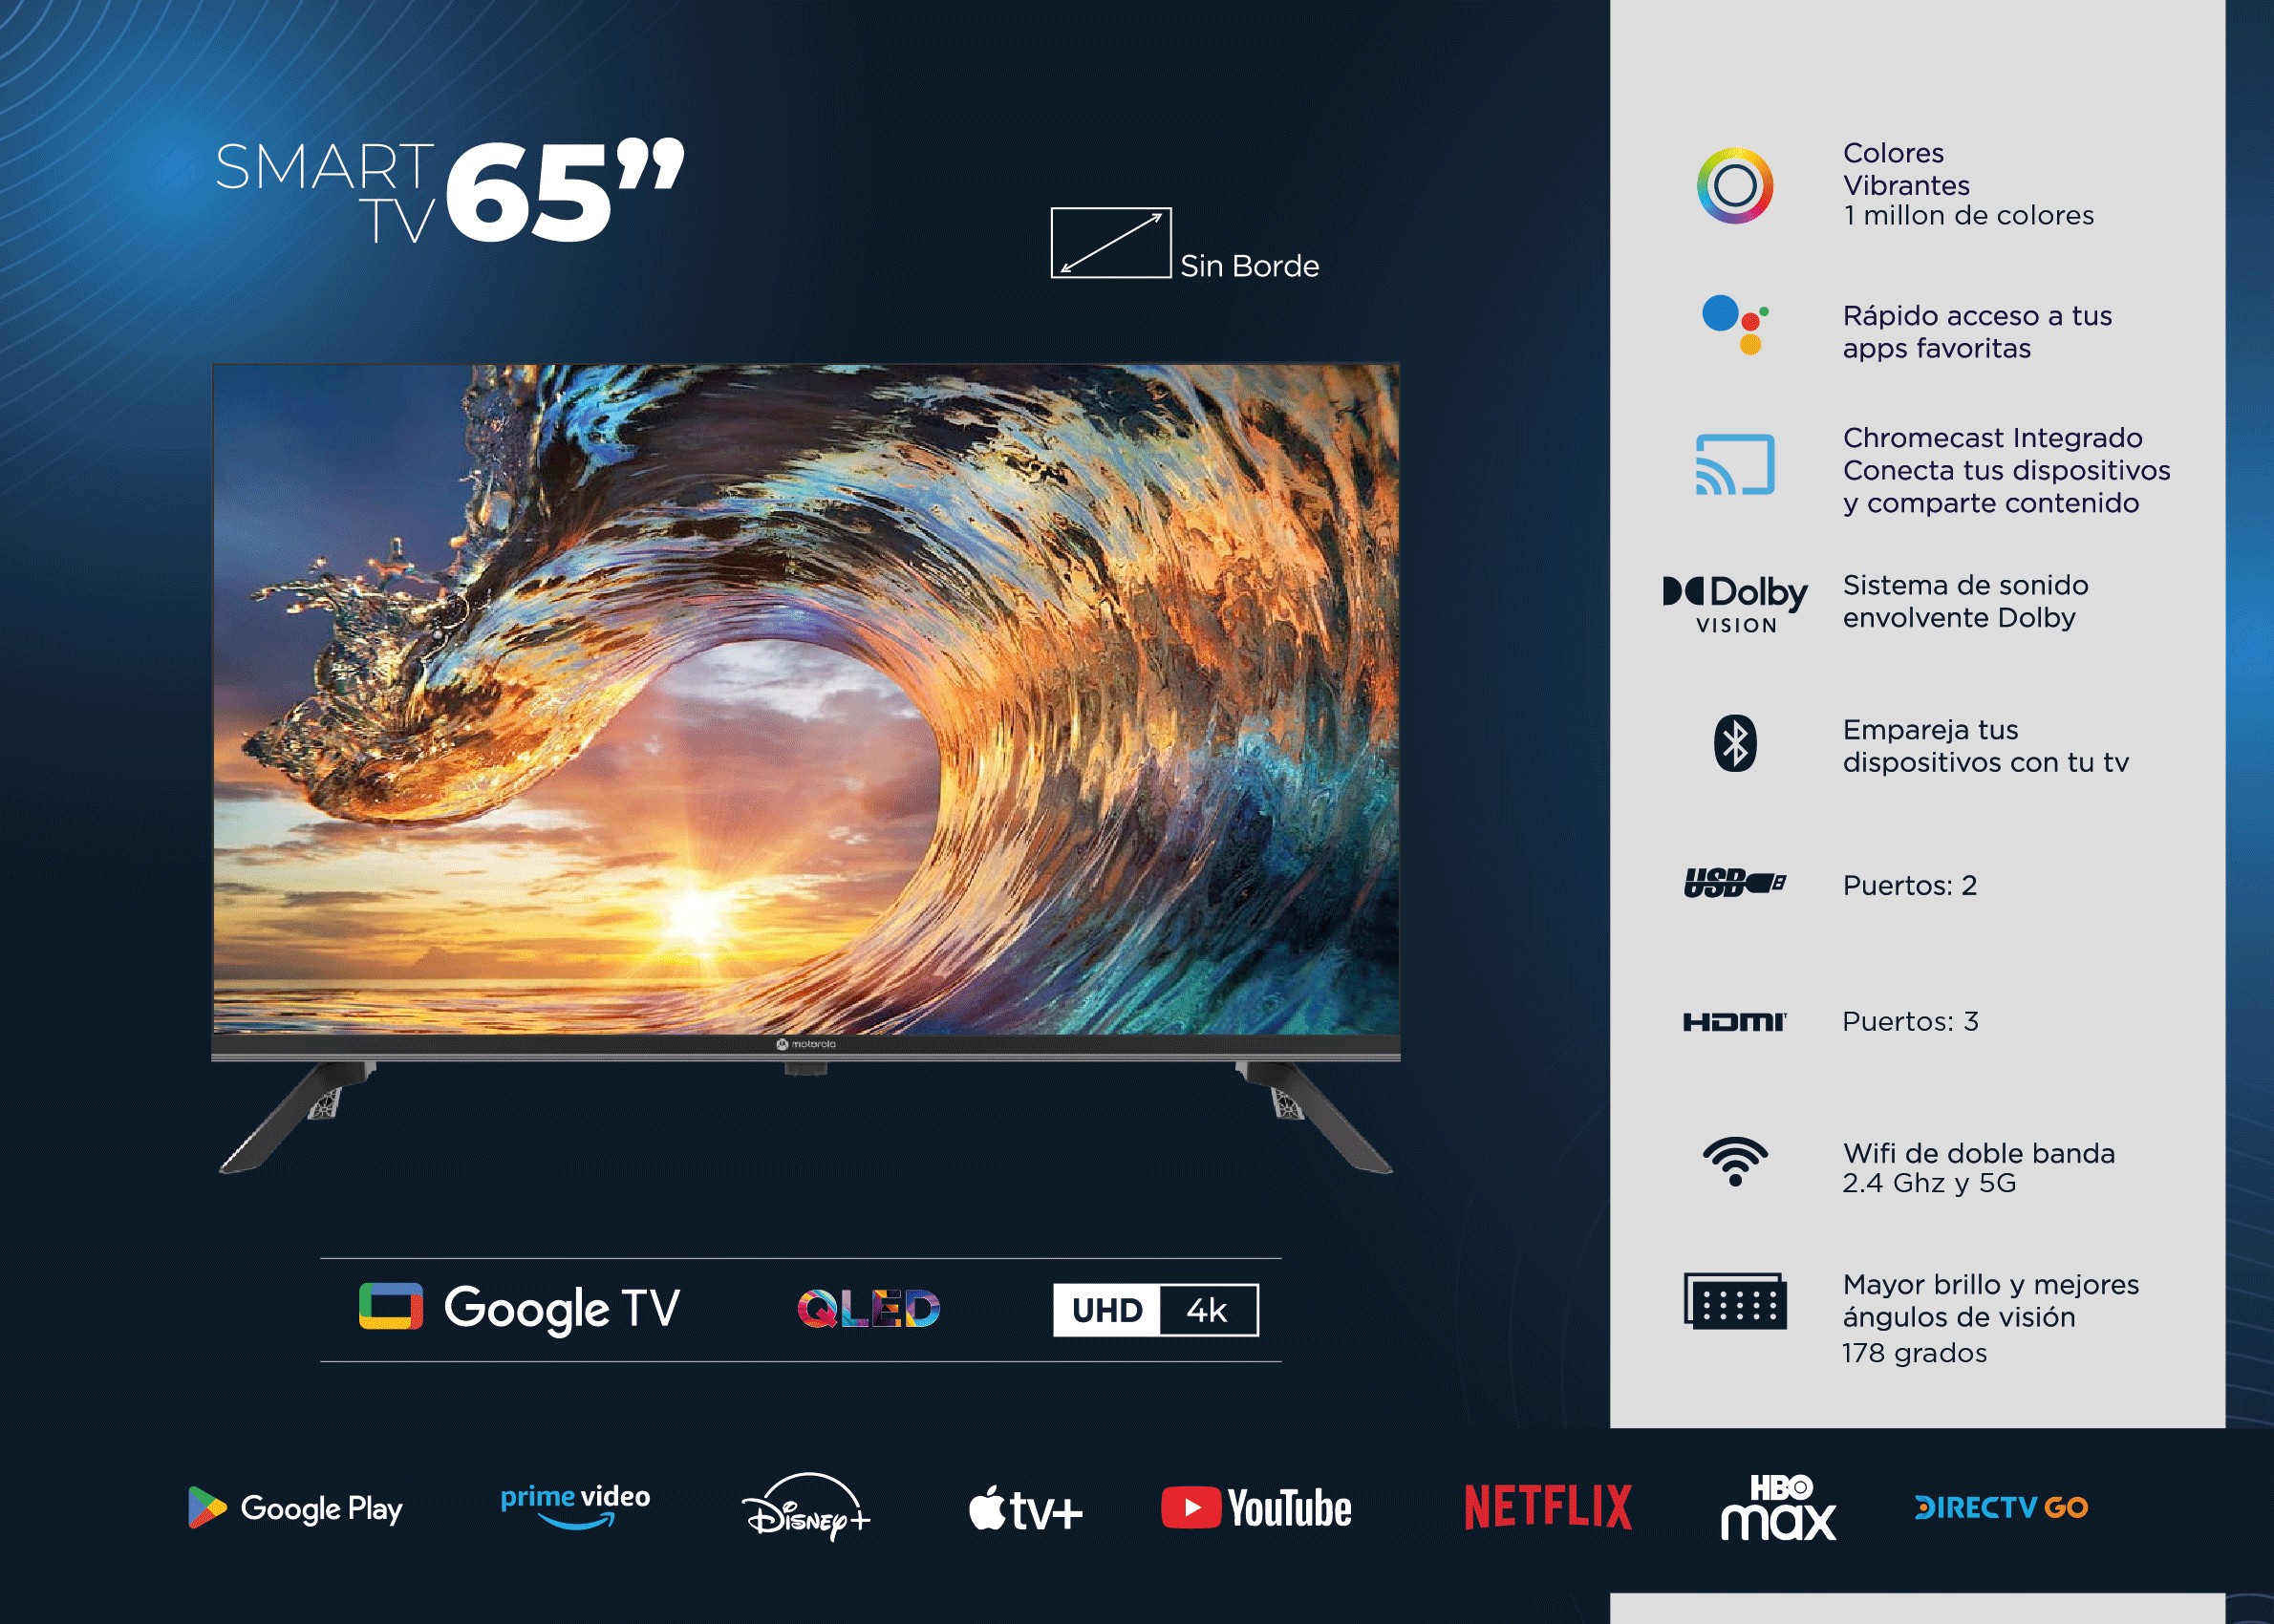 SMART
TV
65”
Sin Borde
motorola
Google TV
QLED
UHD 4k
Colores
Vibrantes
1 millon de colores
Rápido acceso a tus
apps favoritas
Chromecast Integrado
Conecta tus dispositivos
y comparte contenido
Dolby
VISION
Sistema de sonido
envolvente Dolby
Empareja tus
dispositivos con tu tv
USB
Puertos: 2
HDMI
Puertos: 3
Wifi de doble banda
2.4 Ghz y 5G
Mayor brillo y mejores
ángulos de visión
178 grados
Google Play
prime video
Disney+
tv+
YouTube
NETFLIX
HBO
max
DIRECTV GO